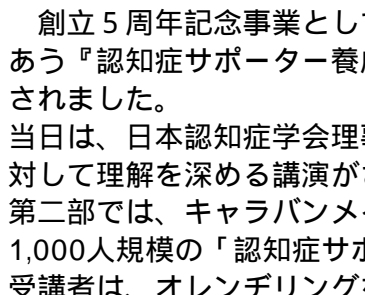 創立５周年記念事業とし
あう『認知症サポーター養
されました。
当日は、日本認知症学会理
対して理解を深める講演が
第二部では、キャラバンメ
1,000人規模の「認知症サポ
受講者は、オレンヂリング